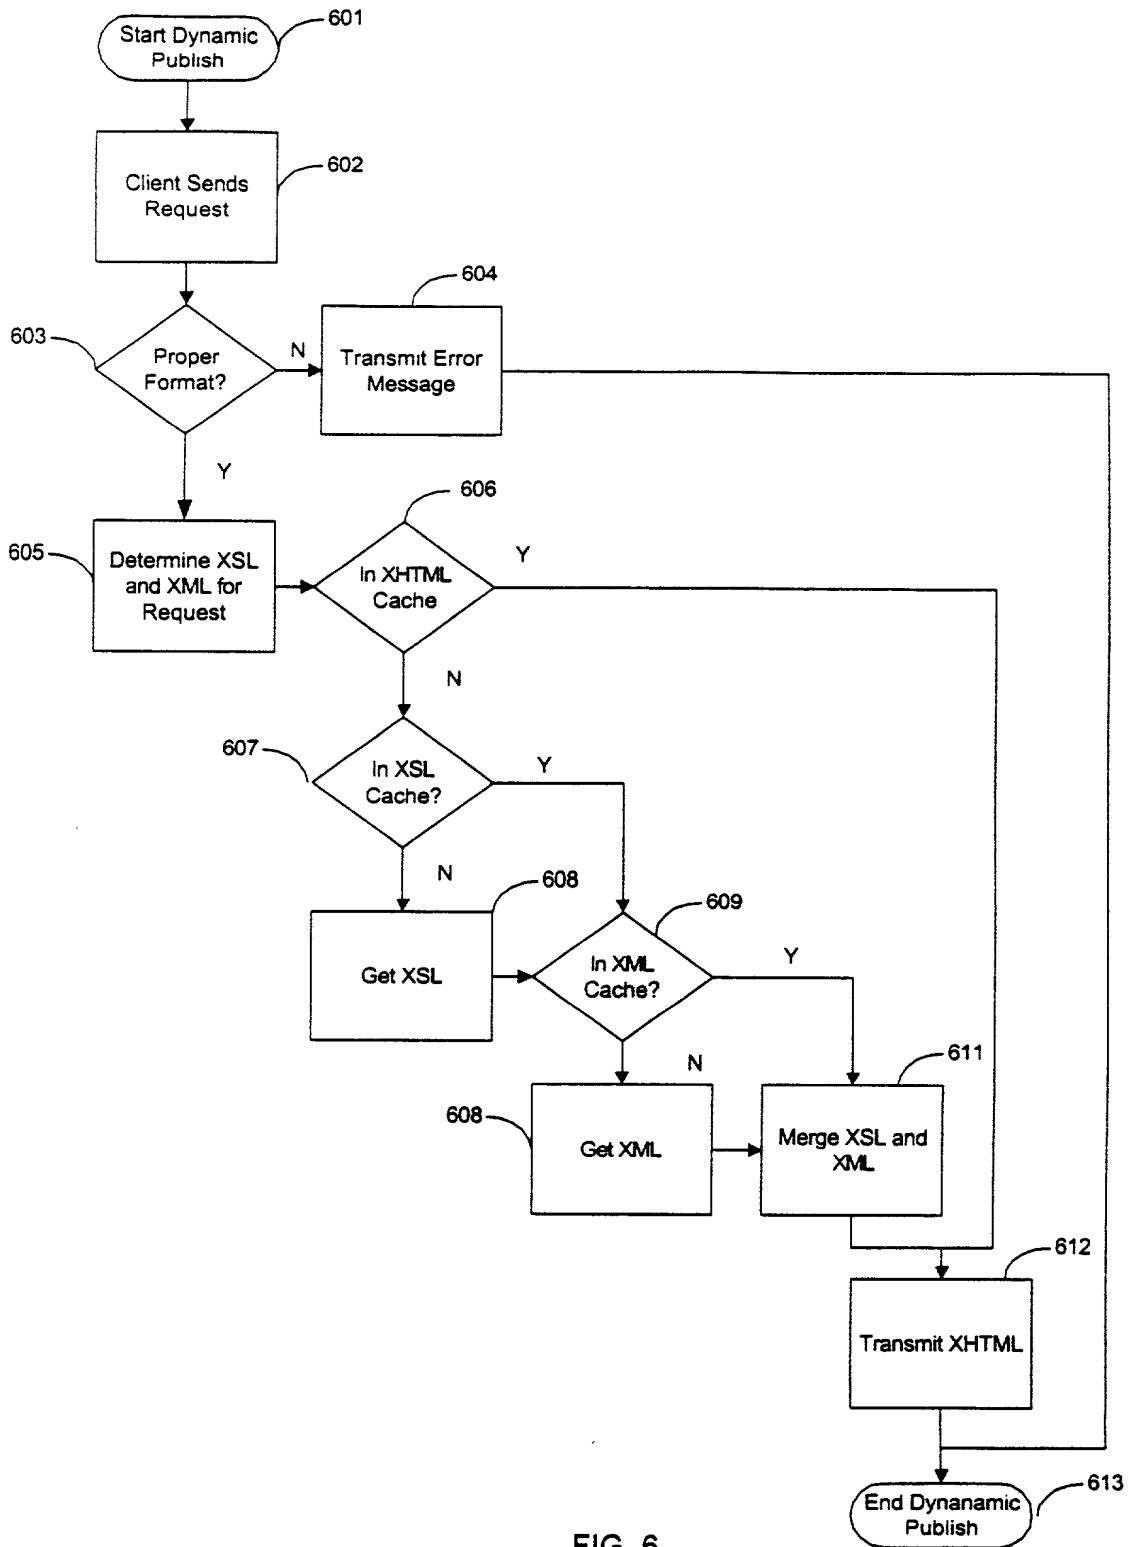 601
Start Dynamic
Publish
602
Client Sends
Request
604
603
Proper
Format?
N
Transmit Error
Message
Y
606
605
Determine XSL
and XML for
Request
In XHTML
Cache
Y
N
607
In XSL
Cache?
Y
N
608
609
Get XSL
In XML
Cache?
Y
N
611
608
Get XML
Merge XSL and
XML
612
Transmit XHTML
613
End Dynanamic
Publish
FIG. 6